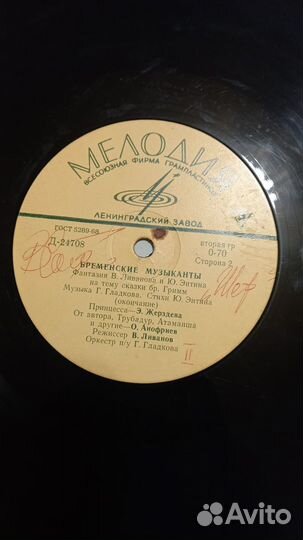 МЕЛОДИЯ
ВСЕСОЮЗНАЯ ФИРМА ГРАМПЛАСТИНОК
ЛЕНИНГРАДСКИЙ ЗАВОД
ГОСТ 5289-68
вторая гр
Д-24708
0-70
Сторона 2
БРЕМЕНСКИЕ МУЗЫКАНТЫ
Фантазия В. Ливанова и Ю. Энтина
на тему сказки бр. Гримм
Музыка Г. Гладкова. Стихи Ю. Энтина
(окончание)
Принцесса— Э. Жерздева
От автора, Трубадур, Атаманша
и другие— О. Анофриев
Режиссер В. Ливанов
Оркестр п/у Г. Гладкова
II
Avito